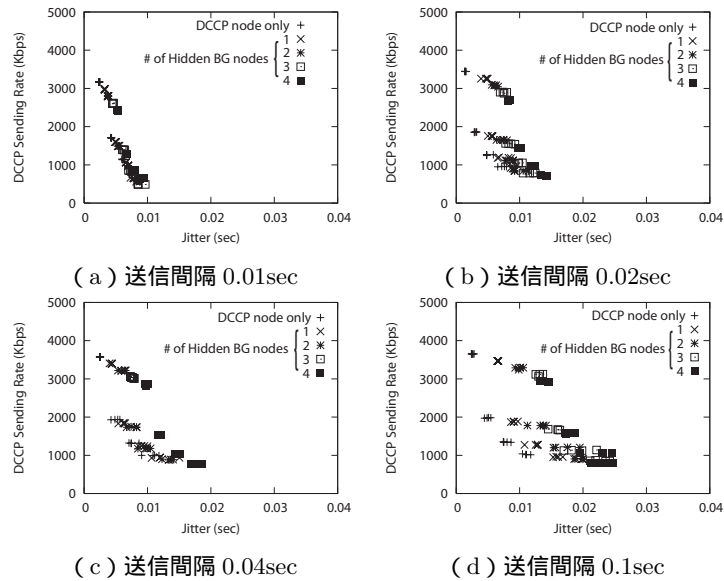 DCCP node only
# of Hidden BG nodes
1
2
3
4
DCCP Sending Rate (Kbps)
5000
4000
3000
2000
1000
0
0 0.01 0.02 0.03 0.04
Jitter (sec)
(a)送信間隔 0.01sec
DCCP node only
# of Hidden BG nodes
1
2
3
4
DCCP Sending Rate (Kbps)
5000
4000
3000
2000
1000
0
0 0.01 0.02 0.03 0.04
Jitter (sec)
(b)送信間隔 0.02sec
DCCP node only
# of Hidden BG nodes
1
2
3
4
DCCP Sending Rate (Kbps)
5000
4000
3000
2000
1000
0
0 0.01 0.02 0.03 0.04
Jitter (sec)
(c)送信間隔 0.04sec
DCCP node only
# of Hidden BG nodes
1
2
3
4
DCCP Sending Rate (Kbps)
5000
4000
3000
2000
1000
0
0 0.01 0.02 0.03 0.04
Jitter (sec)
(d)送信間隔 0.1sec